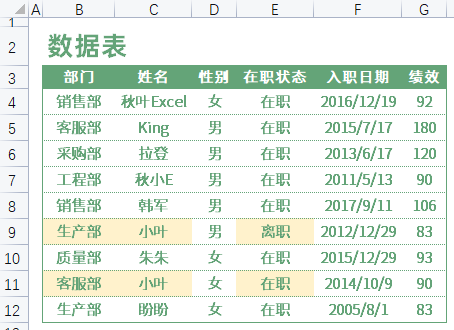 A B C D E F G
1
2 数据表
3 部门 姓名 性别 在职状态 入职日期 绩效
4 销售部 秋叶Excel 女 在职 2016/12/19 92
5 客服部 King 男 在职 2015/7/17 180
6 采购部 拉登 男 在职 2013/6/17 120
7 工程部 秋小E 男 在职 2011/5/13 90
8 销售部 韩军 男 在职 2017/9/11 106
9 生产部 小叶 男 离职 2012/12/29 83
10 质量部 朱朱 女 在职 2015/12/29 93
11 客服部 小叶 女 在职 2014/10/9 90
12 生产部 盼盼 女 在职 2005/8/1 83